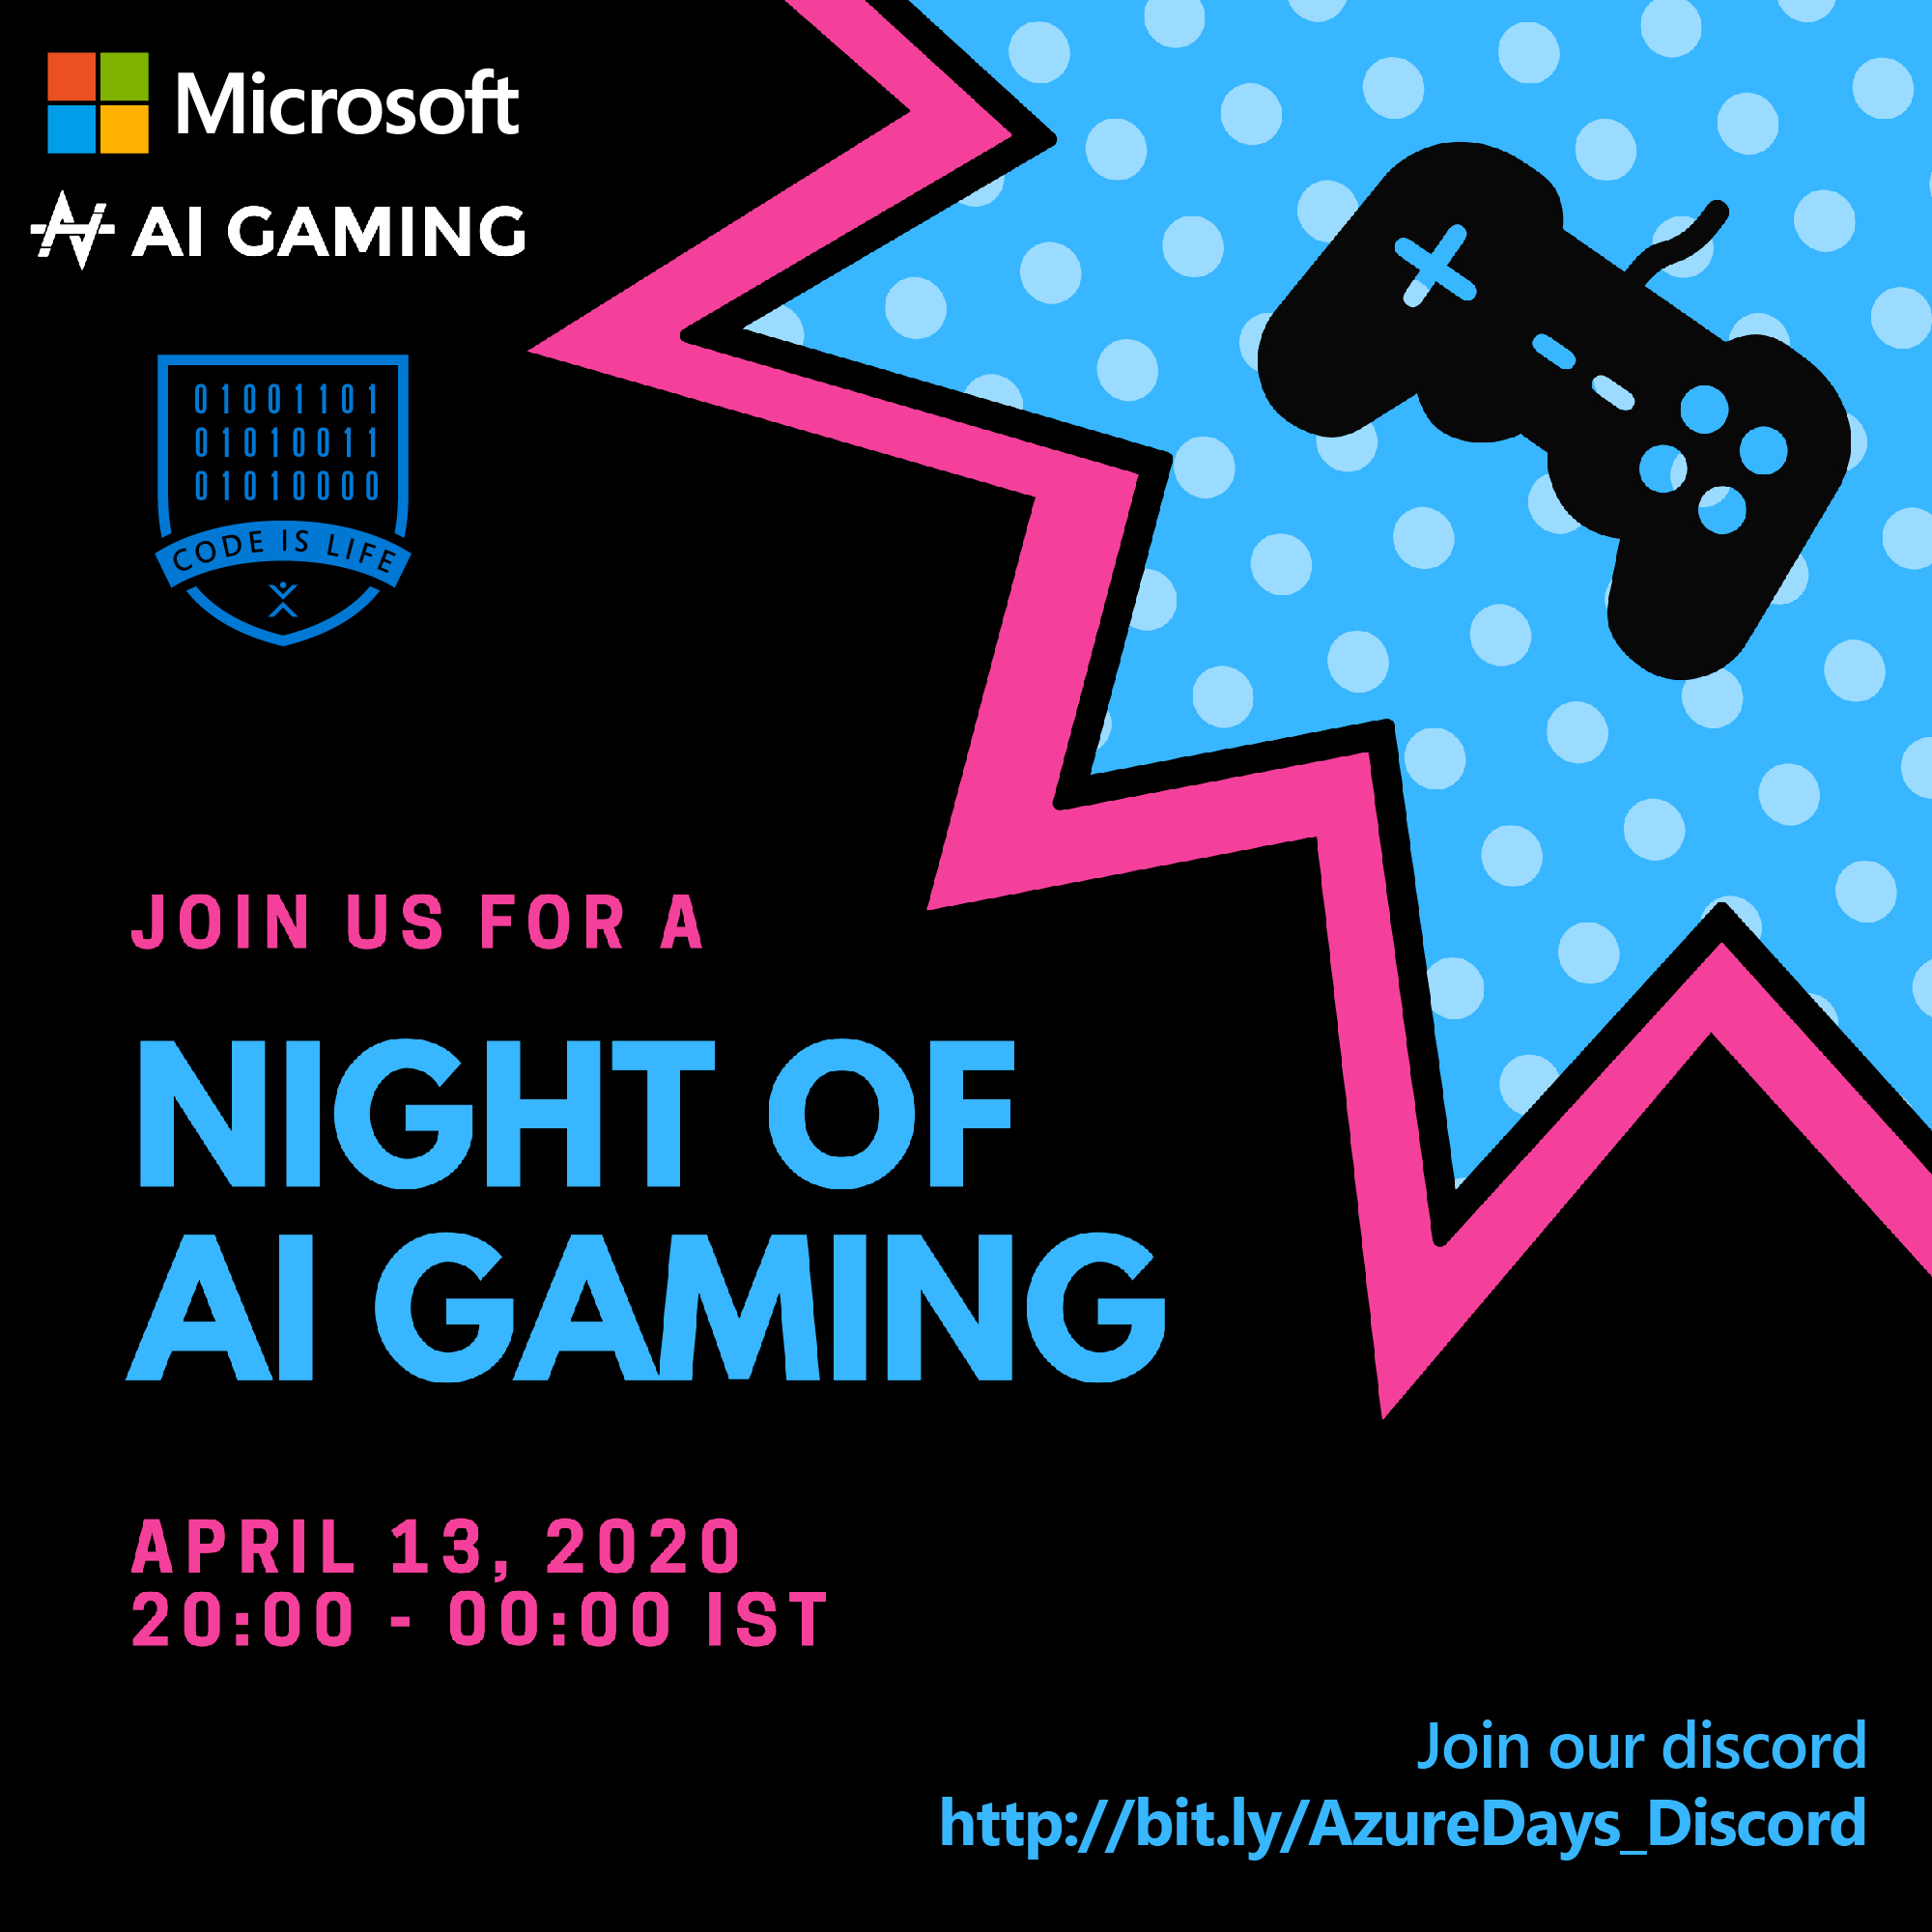 Microsoft
AI GAMING
01001101
01010011
01010000
CODE IS LIFE
JOIN US FOR A
NIGHT OF
AI GAMING
APRIL 13, 2020
20:00 - 00:00 IST
Join our discord
http://bit.ly/AzureDays_Discord